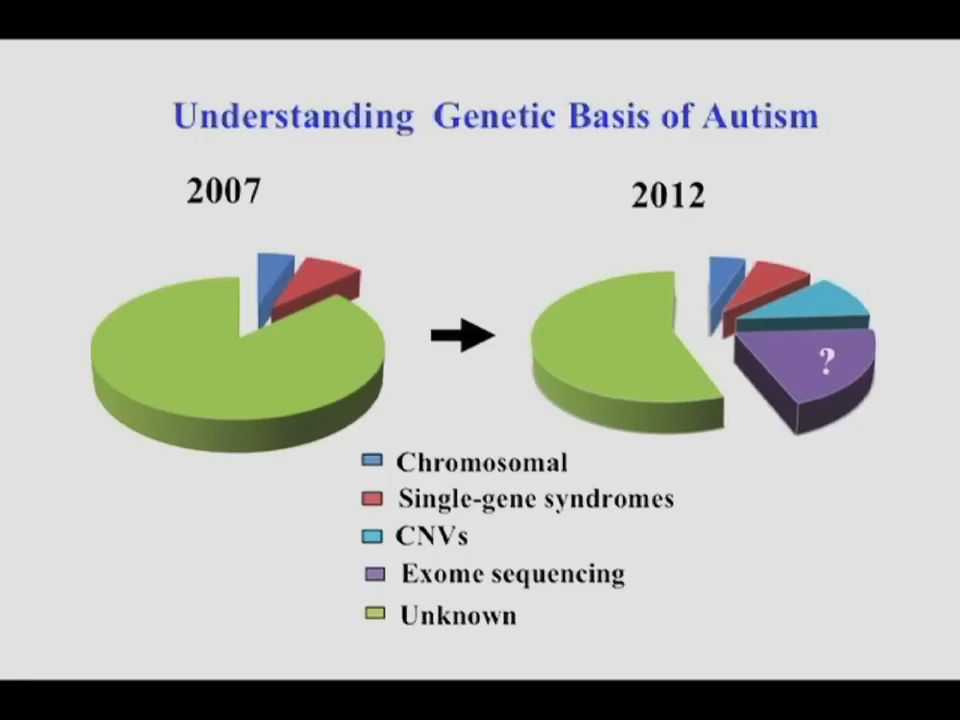 Understanding Genetic Basis of Autism
2007
2012
?
Chromosomal
Single-gene syndromes
CNVs
Exome sequencing
Unknown